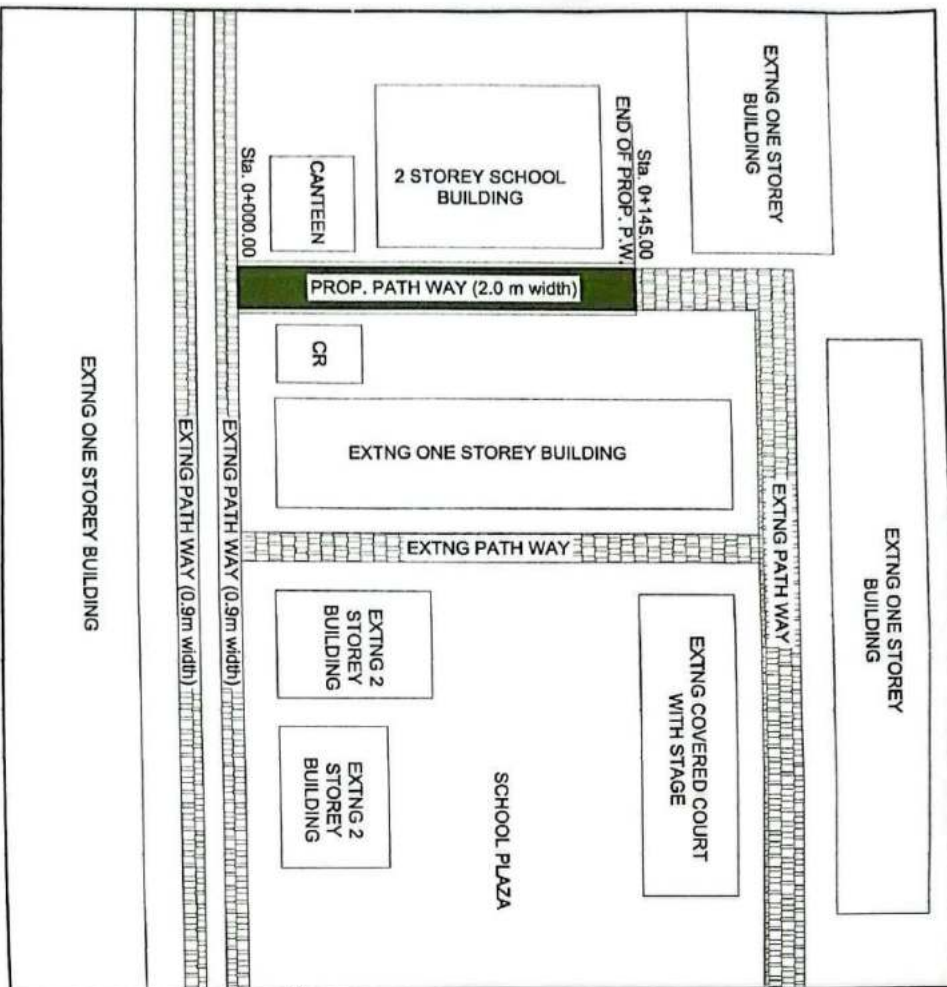 EXTNG ONE STOREY
BUILDING
END OF PROP. P.W.
Sta. 0+145.00
2 STOREY SCHOOL
BUILDING
CANTEEN
Sta. 0+000.00
PROP. PATH WAY (2.0 m width)
CR
EXTNG ONE STOREY BUILDING
EXTNG PATH WAY
EXTNG PATH WAY
EXTNG ONE STOREY
BUILDING
EXTNG PATH WAY (0.9m width)
EXTNG PATH WAY (0.9m width)
EXTNG ONE STOREY BUILDING
EXTNG 2
STOREY
BUILDING
EXTNG 2
STOREY
BUILDING
EXTNG COVERED COURT
WITH STAGE
SCHOOL PLAZA